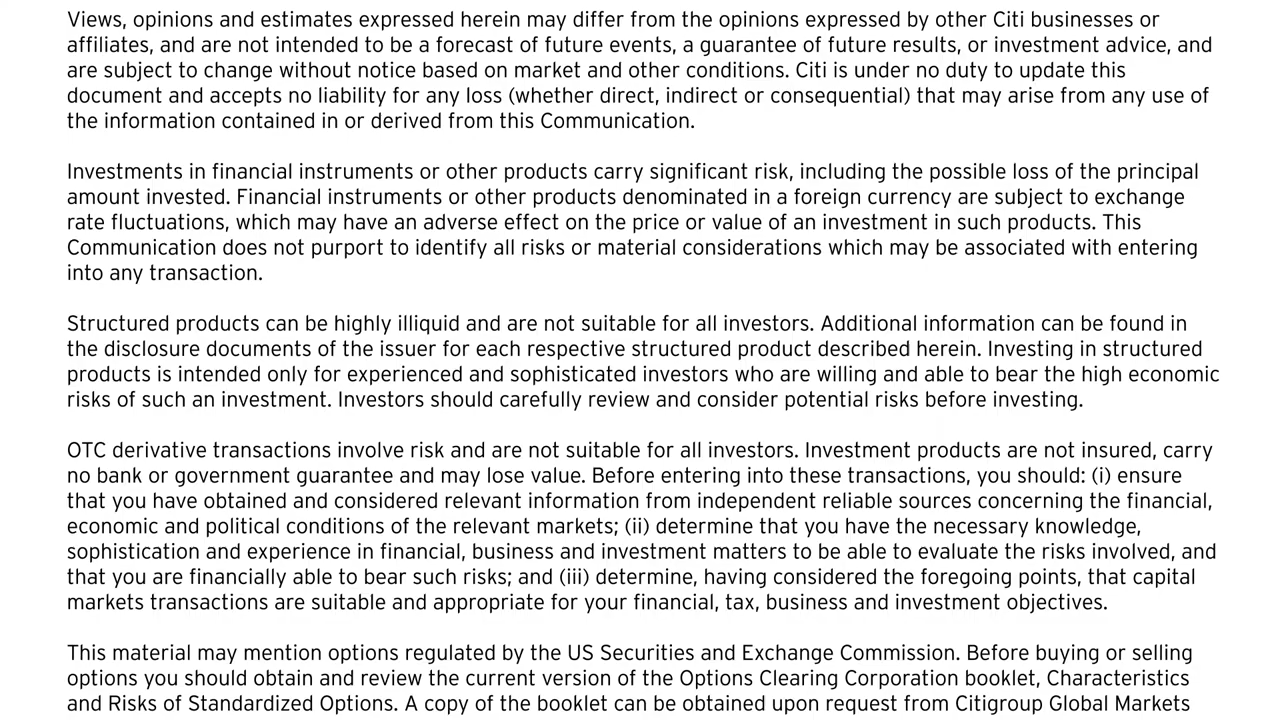 Views, opinions and estimates expressed herein may differ from the opinions expressed by other Citi businesses or
affiliates, and are not intended to be a forecast of future events, a guarantee of future results, or investment advice, and
are subject to change without notice based on market and other conditions. Citi is under no duty to update this
document and accepts no liability for any loss (whether direct, indirect or consequential) that may arise from any use of
the information contained in or derived from this Communication.
Investments in financial instruments or other products carry significant risk, including the possible loss of the principal
amount invested. Financial instruments or other products denominated in a foreign currency are subject to exchange
rate fluctuations, which may have an adverse effect on the price or value of an investment in such products. This
Communication does not purport to identify all risks or material considerations which may be associated with entering
into any transaction.
Structured products can be highly illiquid and are not suitable for all investors. Additional information can be found in
the disclosure documents of the issuer for each respective structured product described herein. Investing in structured
products is intended only for experienced and sophisticated investors who are willing and able to bear the high economic
risks of such an investment. Investors should carefully review and consider potential risks before investing.
OTC derivative transactions involve risk and are not suitable for all investors. Investment products are not insured, carry
no bank or government guarantee and may lose value. Before entering into these transactions, you should: (i) ensure
that you have obtained and considered relevant information from independent reliable sources concerning the financial,
economic and political conditions of the relevant markets; (ii) determine that you have the necessary knowledge,
sophistication and experience in financial, business and investment matters to be able to evaluate the risks involved, and
that you are financially able to bear such risks; and (iii) determine, having considered the foregoing points, that capital
markets transactions are suitable and appropriate for your financial, tax, business and investment objectives.
This material may mention options regulated by the US Securities and Exchange Commission. Before buying or selling
options you should obtain and review the current version of the Options Clearing Corporation booklet, Characteristics
and Risks of Standardized Options. A copy of the booklet can be obtained upon request from Citigroup Global Markets